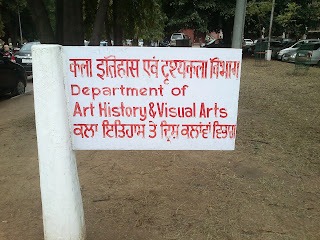 कला इतिहास एवं दृश्यकला विभाग
Department of
Art History & Visual Arts
ਕਲਾ ਇਤਿਹਾਸ ਤੇ ਦ੍ਰਿਸ਼ ਕਲਾਵਾਂ ਵਿਭਾਗ